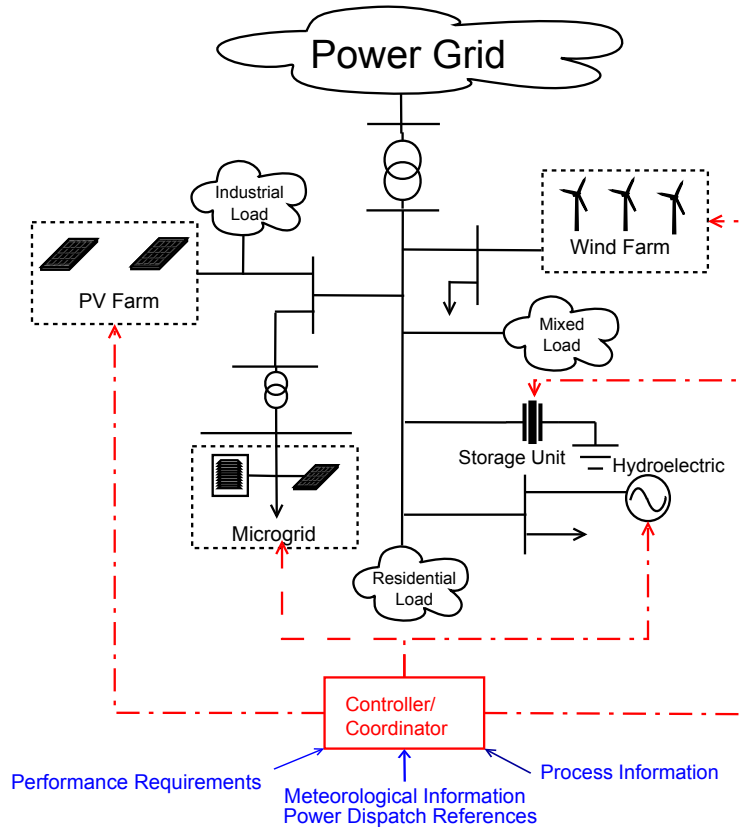 Power Grid
Industrial
Load
Wind Farm
PV Farm
Mixed
Load
Storage Unit
Hydroelectric
Microgrid
Residential
Load
Controller/
Coordinator
Performance Requirements
Process Information
Meteorological Information
Power Dispatch References